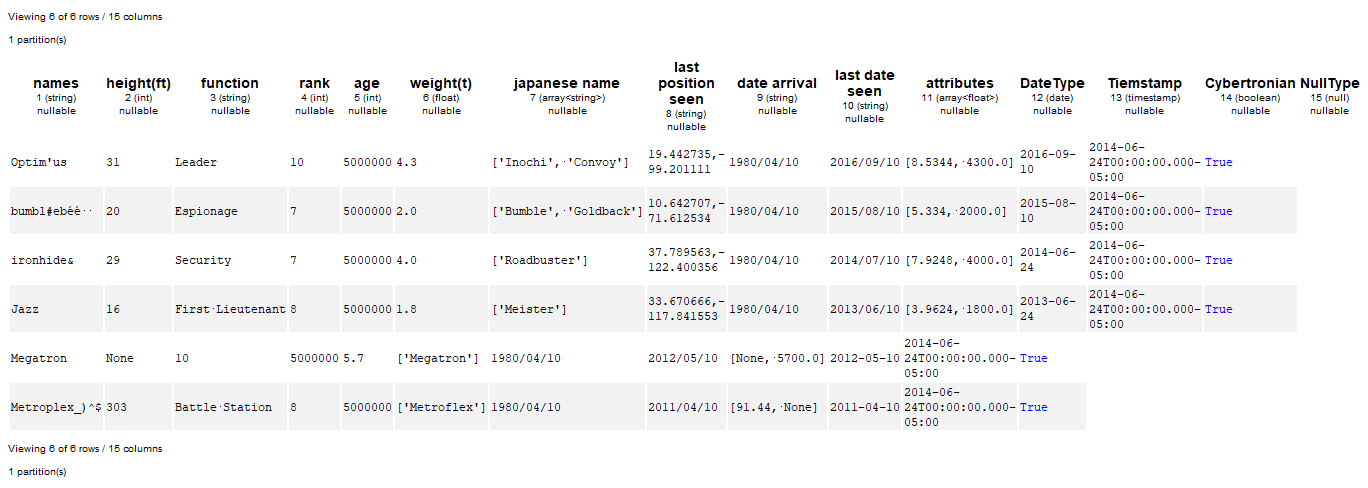 Viewing 6 of 6 rows / 15 columns
1 partition(s)
names height(ft) function rank age weight(t) japanese name last position seen date arrival last date seen attributes DateType Tiemstamp Cybertronian NullType
1 (string) 2 (int) 3 (string) 4 (int) 5 (int) 6 (float) 7 (array<string>) 8 (string) 9 (string) 10 (string) 11 (array<float>) 12 (date) 13 (timestamp) 14 (boolean) 15 (null)
nullable nullable nullable nullable nullable nullable nullable nullable nullable nullable nullable nullable nullable nullable nullable
Optim'us 31 Leader 10 5000000 4.3 ['Inochi',·'Convoy'] 19.442735,-99.201111 1980/04/10 2016/09/10 [8.5344,·4300.0] 2016-09-10 2014-06-24T00:00:00.000-05:00 True
bumbl#ebéé·· 20 Espionage 7 5000000 2.0 ['Bumble',·'Goldback'] 10.642707,-71.612534 1980/04/10 2015/08/10 [5.334,·2000.0] 2015-08-10 2014-06-24T00:00:00.000-05:00 True
ironhide& 29 Security 7 5000000 4.0 ['Roadbuster'] 37.789563,-122.400356 1980/04/10 2014/07/10 [7.9248,·4000.0] 2014-06-24 2014-06-24T00:00:00.000-05:00 True
Jazz 16 First·Lieutenant 8 5000000 1.8 ['Meister'] 33.670666,-117.841553 1980/04/10 2013/06/10 [3.9624,·1800.0] 2013-06-24 2014-06-24T00:00:00.000-05:00 True
Megatron None 10 5000000 5.7 ['Megatron'] 1980/04/10 2012/05/10 [None,·5700.0] 2012-05-10 2014-06-24T00:00:00.000-05:00 True
Metroplex_)^$ 303 Battle·Station 8 5000000 ['Metroflex'] 1980/04/10 2011/04/10 [91.44,·None] 2011-04-10 2014-06-24T00:00:00.000-05:00 True
Viewing 6 of 6 rows / 15 columns
1 partition(s)